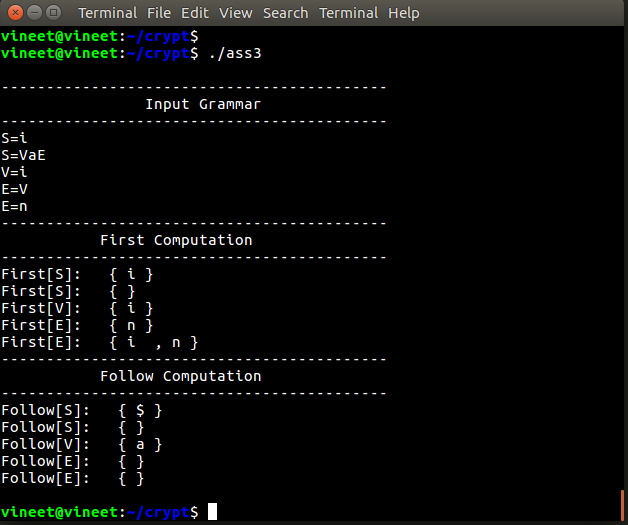 Terminal File Edit View Search Terminal Help
vineet@vineet:~/crypt$
vineet@vineet:~/crypt$ ./ass3
-------------------------------------------
Input Grammar
-------------------------------------------
S=i
S=VaE
V=i
E=V
E=n
-------------------------------------------
First Computation
-------------------------------------------
First[S]:   { i }
First[S]:   { }
First[V]:   { i }
First[E]:   { n }
First[E]:   { i  , n }
-------------------------------------------
Follow Computation
-------------------------------------------
Follow[S]:   { $ }
Follow[S]:   { }
Follow[V]:   { a }
Follow[E]:   { }
Follow[E]:   { }
vineet@vineet:~/crypt$